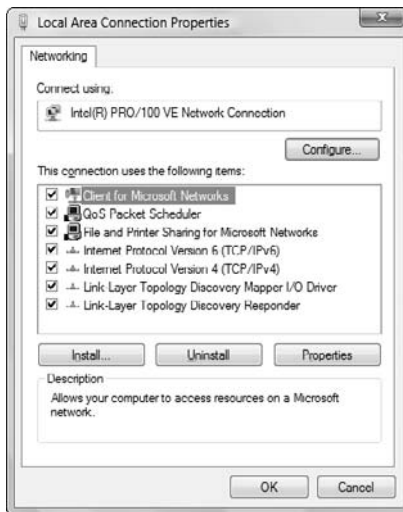 Local Area Connection Properties
Networking
Connect using:
Intel(R) PRO/100 VE Network Connection
Configure...
This connection uses the following items:
Client for Microsoft Networks
QoS Packet Scheduler
File and Printer Sharing for Microsoft Networks
Internet Protocol Version 6 (TCP/IPv6)
Internet Protocol Version 4 (TCP/IPv4)
Link Layer Topology Discovery Mapper I/O Driver
Link-Layer Topology Discovery Responder
Install... Uninstall Properties
Description
Allows your computer to access resources on a Microsoft
network.
OK Cancel